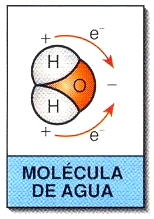 + e⁻
H
O −
H
+ e⁻
MOLÉCULA
DE AGUA